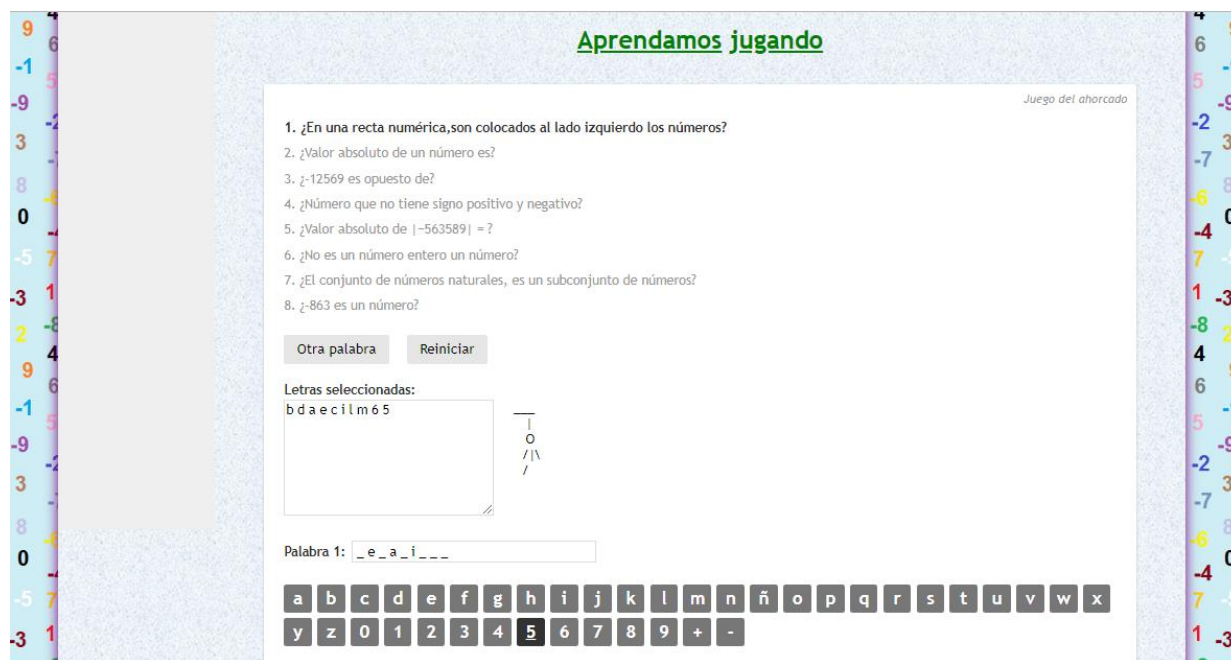 Aprendamos jugando
Juego del ahorcado
1. ¿En una recta numérica,son colocados al lado izquierdo los números?
2. ¿Valor absoluto de un número es?
3. ¿-12569 es opuesto de?
4. ¿Número que no tiene signo positivo y negativo?
5. ¿Valor absoluto de |−563589| = ?
6. ¿No es un número entero un número?
7. ¿El conjunto de números naturales, es un subconjunto de números?
8. ¿-863 es un número?
Otra palabra Reiniciar
Letras seleccionadas:
b d a e c i l m 6 5
Palabra 1: _ e _ a _ i _ _ _
a b c d e f g h i j k l m n ñ o p q r s t u v w x
y z 0 1 2 3 4 5 6 7 8 9 + -